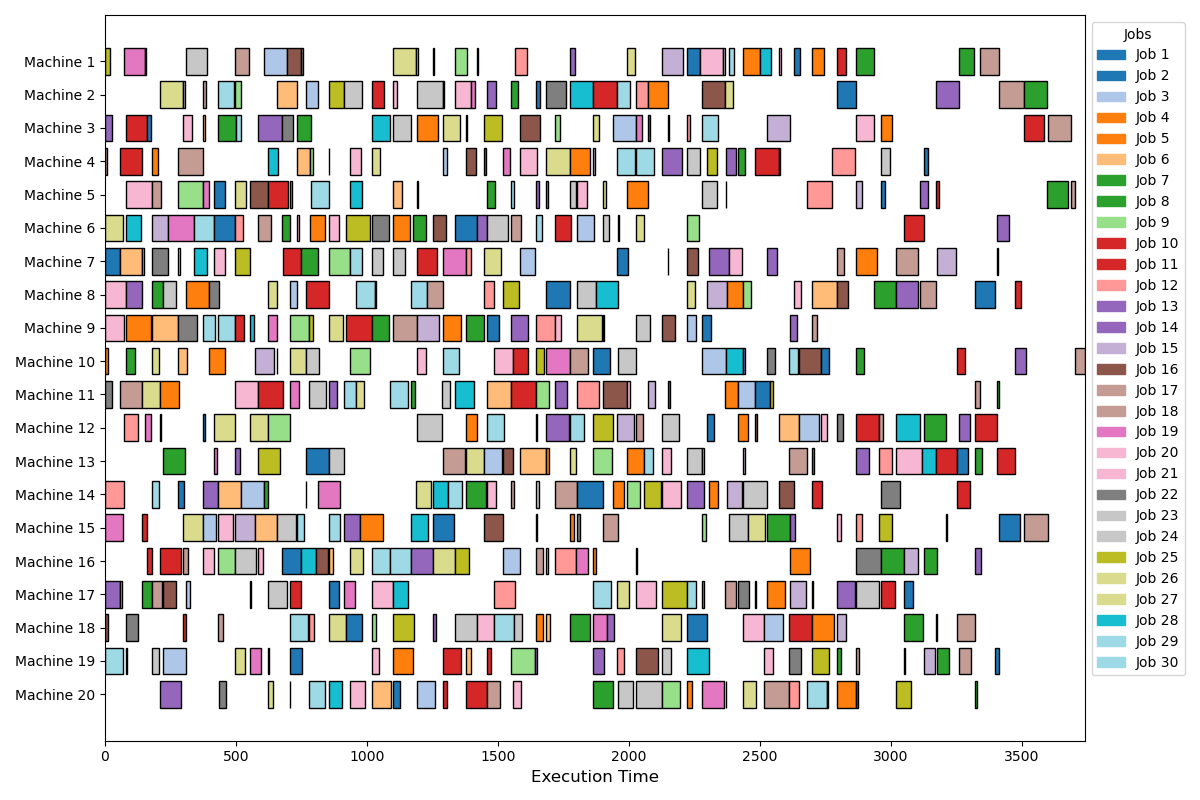 Machine 1
Machine 2
Machine 3
Machine 4
Machine 5
Machine 6
Machine 7
Machine 8
Machine 9
Machine 10
Machine 11
Machine 12
Machine 13
Machine 14
Machine 15
Machine 16
Machine 17
Machine 18
Machine 19
Machine 20
0 500 1000 1500 2000 2500 3000 3500
Execution Time
Jobs
Job 1
Job 2
Job 3
Job 4
Job 5
Job 6
Job 7
Job 8
Job 9
Job 10
Job 11
Job 12
Job 13
Job 14
Job 15
Job 16
Job 17
Job 18
Job 19
Job 20
Job 21
Job 22
Job 23
Job 24
Job 25
Job 26
Job 27
Job 28
Job 29
Job 30